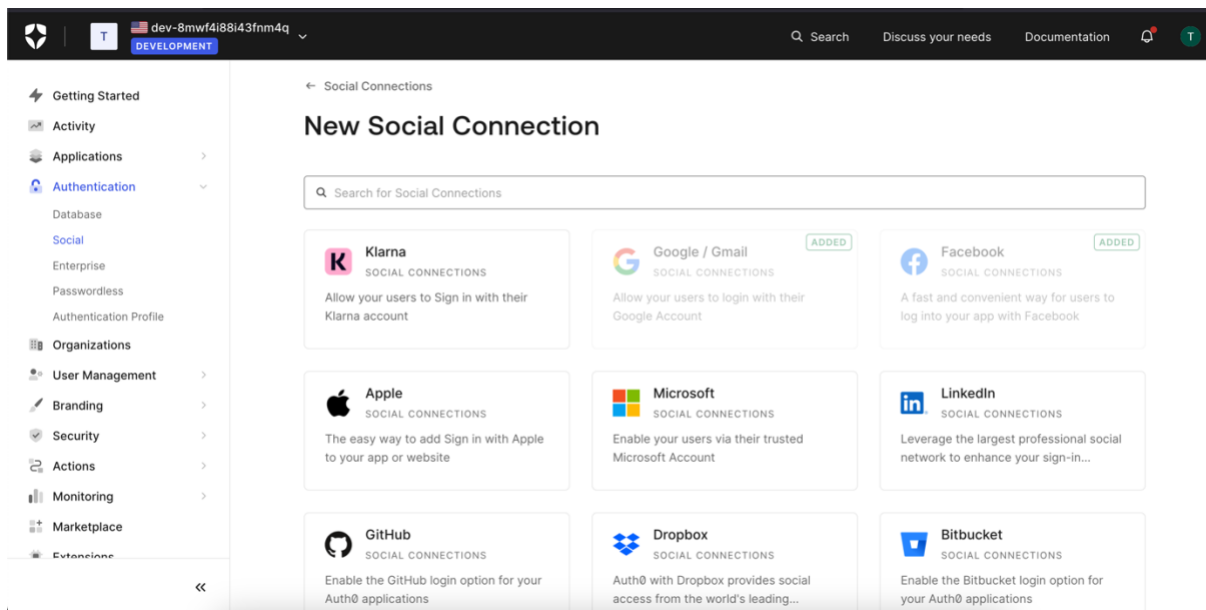 T
dev-8mwf4i88i43fnm4q
DEVELOPMENT
Search
Discuss your needs
Documentation
T
Getting Started
Activity
Applications
Authentication
Database
Social
Enterprise
Passwordless
Authentication Profile
Organizations
User Management
Branding
Security
Actions
Monitoring
Marketplace
Extensions
← Social Connections
New Social Connection
Search for Social Connections
Klarna
SOCIAL CONNECTIONS
Allow your users to Sign in with their
Klarna account
ADDED
Google / Gmail
SOCIAL CONNECTIONS
Allow your users to login with their
Google Account
ADDED
Facebook
SOCIAL CONNECTIONS
A fast and convenient way for users to
log into your app with Facebook
Apple
SOCIAL CONNECTIONS
The easy way to add Sign in with Apple
to your app or website
Microsoft
SOCIAL CONNECTIONS
Enable your users via their trusted
Microsoft Account
LinkedIn
SOCIAL CONNECTIONS
Leverage the largest professional social
network to enhance your sign-in...
GitHub
SOCIAL CONNECTIONS
Enable the GitHub login option for your
Auth0 applications
Dropbox
SOCIAL CONNECTIONS
Auth0 with Dropbox provides social
access from the world's leading...
Bitbucket
SOCIAL CONNECTIONS
Enable the Bitbucket login option for
your Auth0 applications